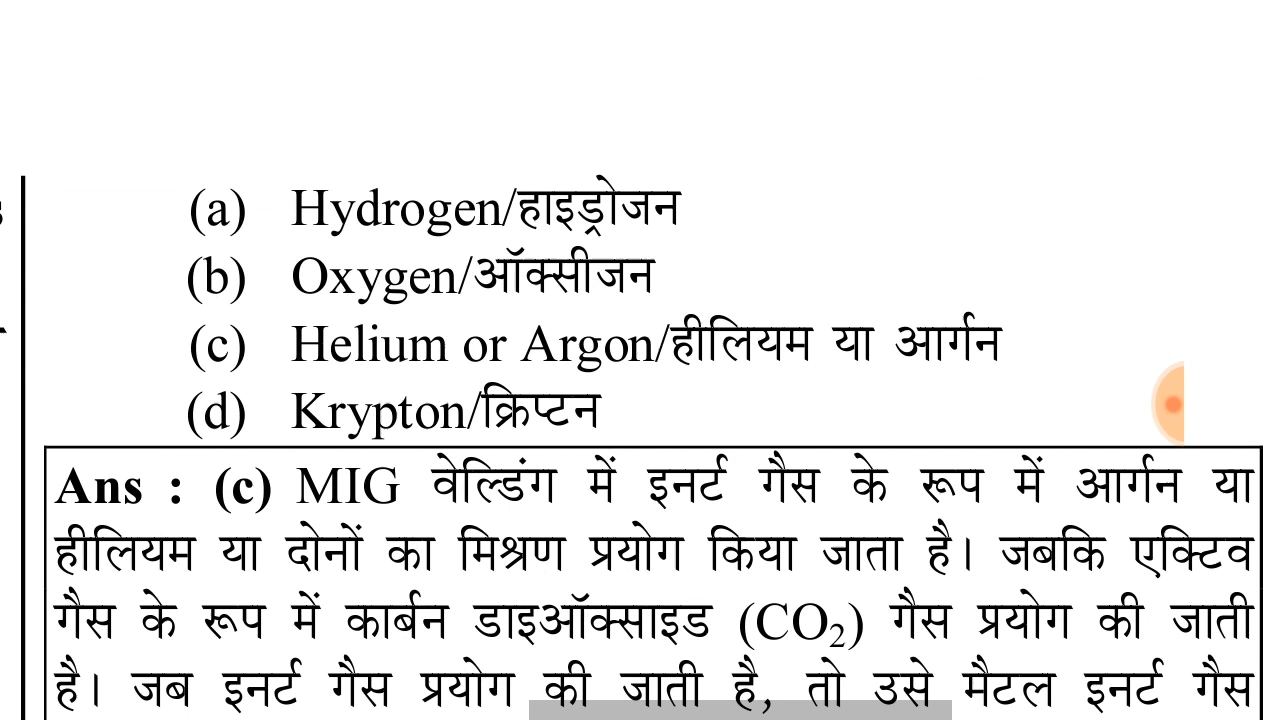 (a) Hydrogen/हाइड्रोजन
(b) Oxygen/ऑक्सीजन
(c) Helium or Argon/हीलियम या आर्गन
(d) Krypton/क्रिप्टन
Ans : (c) MIG वेल्डिंग में इनर्ट गैस के रूप में आर्गन या
हीलियम या दोनों का मिश्रण प्रयोग किया जाता है। जबकि एक्टिव
गैस के रूप में कार्बन डाइऑक्साइड (CO₂) गैस प्रयोग की जाती
है। जब इनर्ट गैस प्रयोग की जाती है, तो उसे मैटल इनर्ट गैस